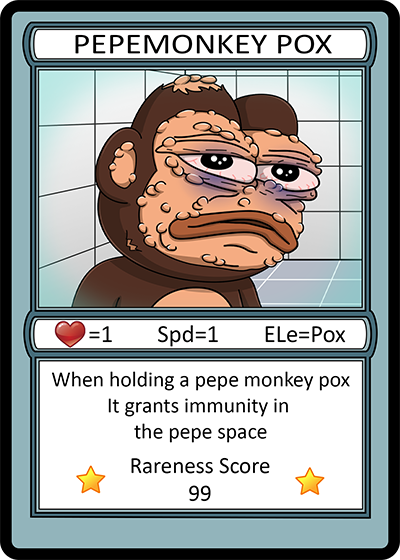 PEPEMONKEY POX
=1 Spd=1 ELe=Pox
When holding a pepe monkey pox
It grants immunity in
the pepe space
Rareness Score
99